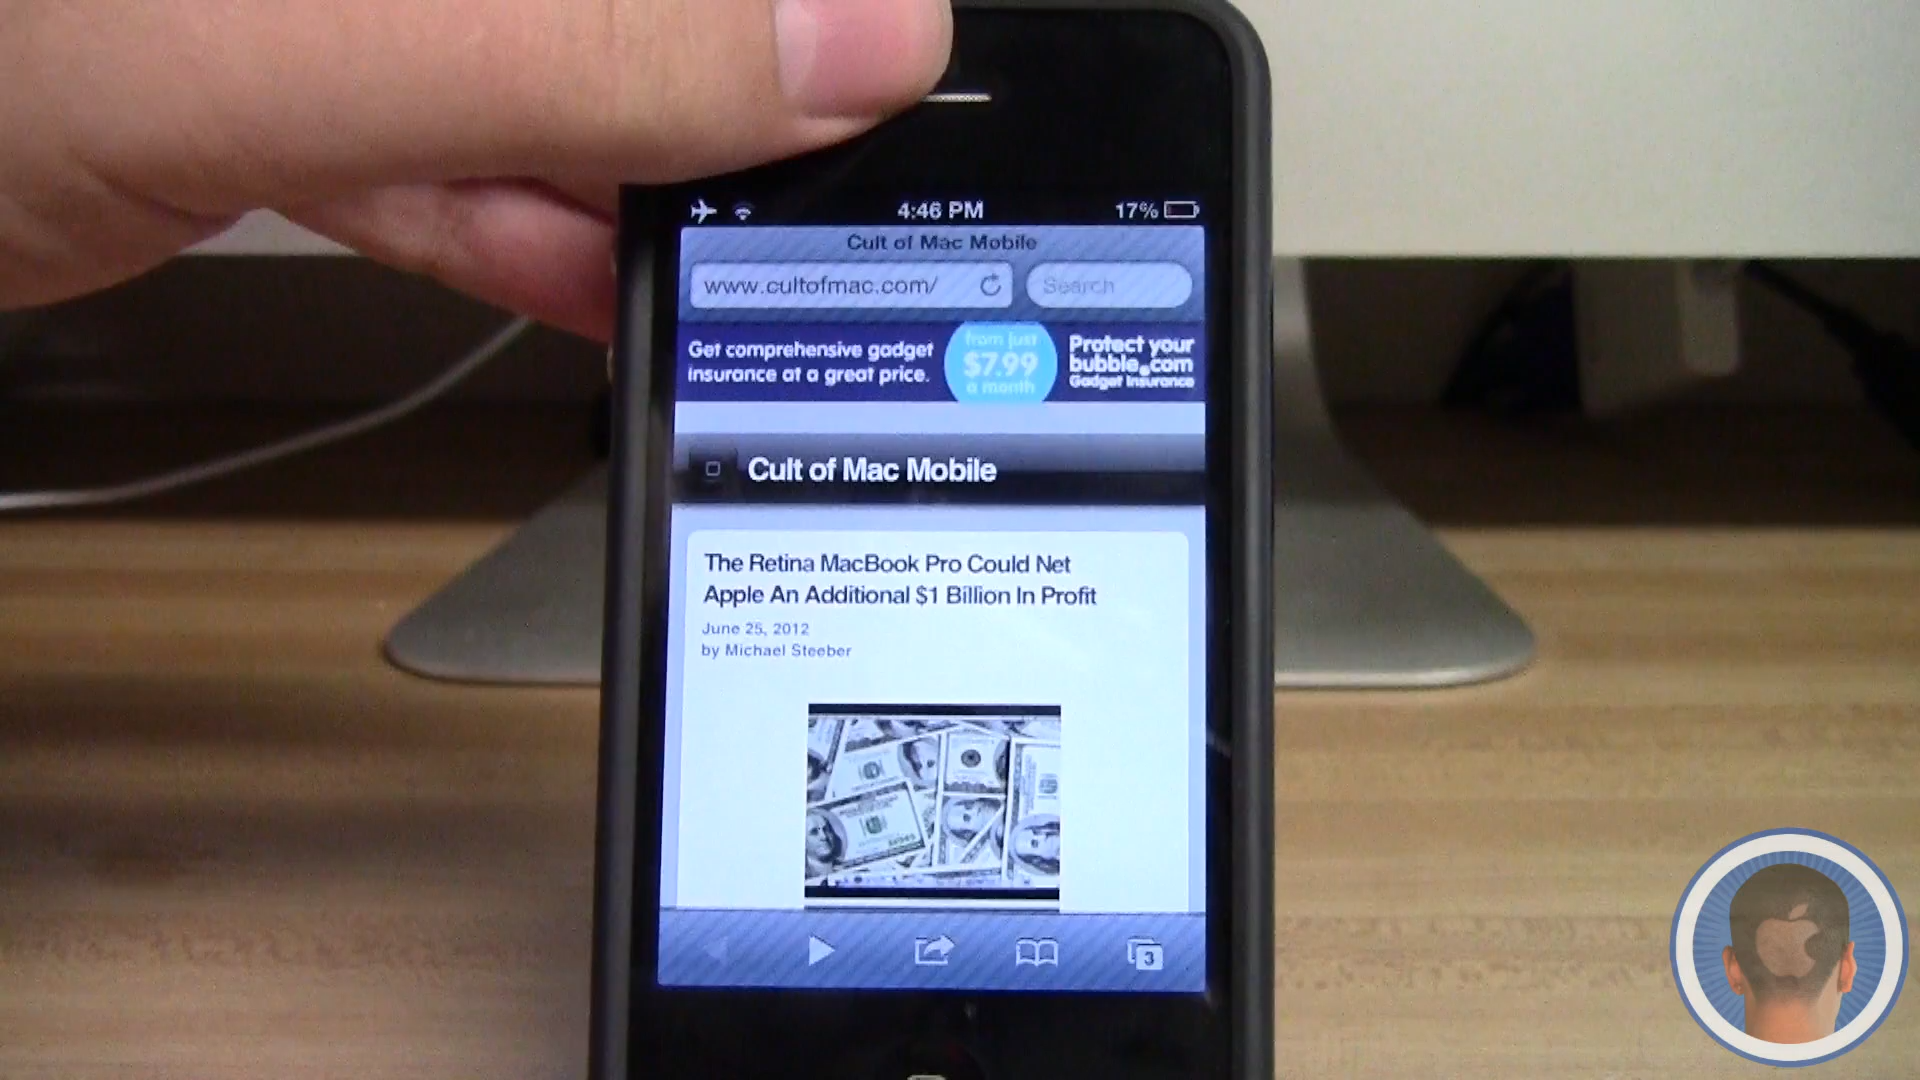 4:46 PM
17%
Cult of Mac Mobile
www.cultofmac.com/
Search
Get comprehensive gadget
insurance at a great price.
from just
$7.99
a month
Protect your
bubble.com
Gadget Insurance
Cult of Mac Mobile
The Retina MacBook Pro Could Net
Apple An Additional $1 Billion In Profit
June 25, 2012
by Michael Steeber
3